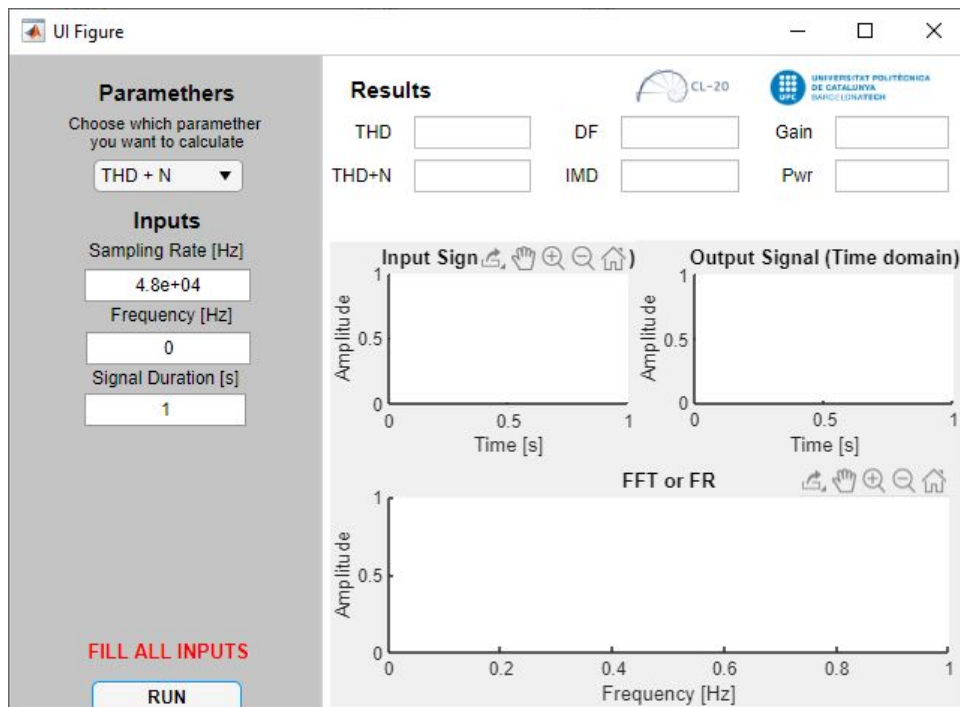 UI Figure
Paramethers
Choose which paramether
you want to calculate
THD + N
Inputs
Sampling Rate [Hz]
4.8e+04
Frequency [Hz]
0
Signal Duration [s]
1
FILL ALL INPUTS
RUN
Results
CL-20
UPC
UNIVERSITAT POLITÈCNICA
DE CATALUNYA
BARCELONATECH
THD
DF
Gain
THD+N
IMD
Pwr
Input Sign )
1
0.5
0
Amplitude
0 0.5 1
Time [s]
Output Signal (Time domain)
1
0.5
0
Amplitude
0 0.5 1
Time [s]
FFT or FR
1
0.5
0
Amplitude
0 0.2 0.4 0.6 0.8 1
Frequency [Hz]